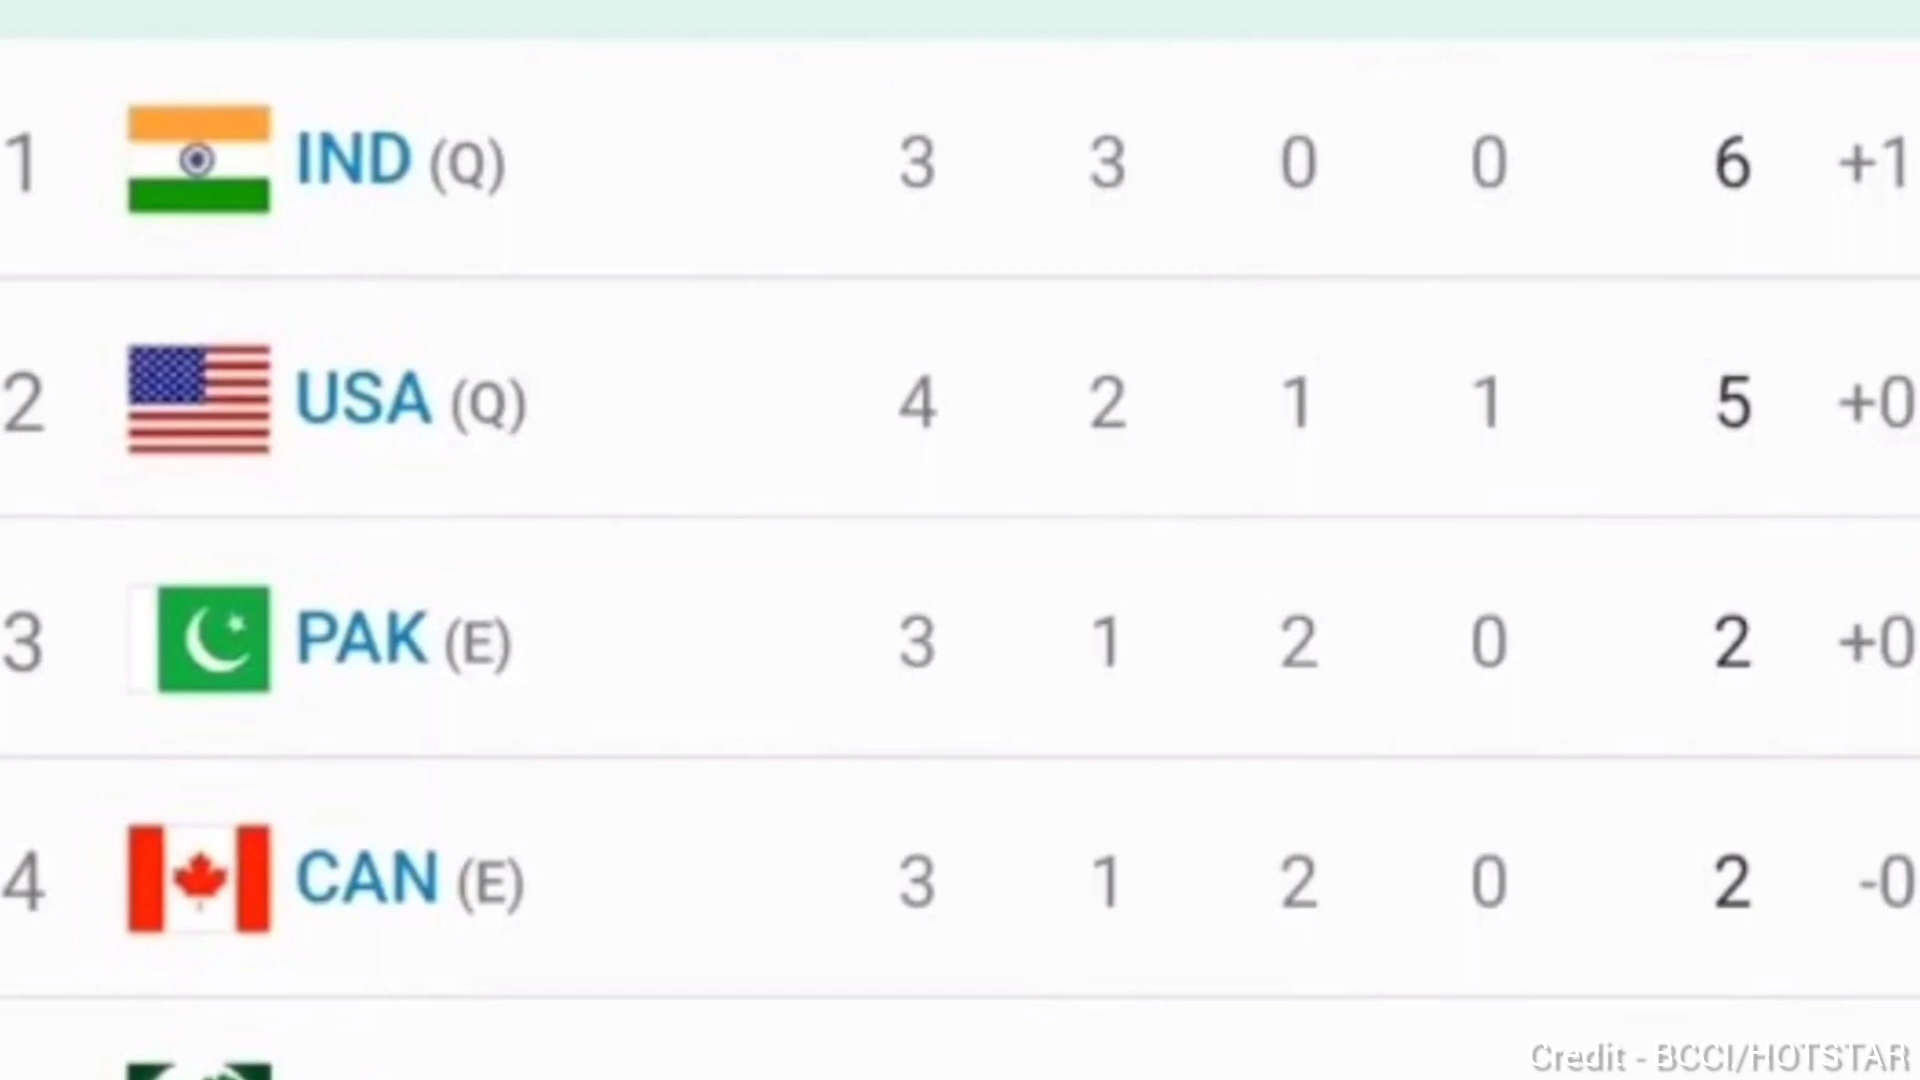 1 IND (Q) 3 3 0 0 6 +1
2 USA (Q) 4 2 1 1 5 +0
3 PAK (E) 3 1 2 0 2 +0
4 CAN (E) 3 1 2 0 2 -0
Credit - BCCI/HOTSTAR